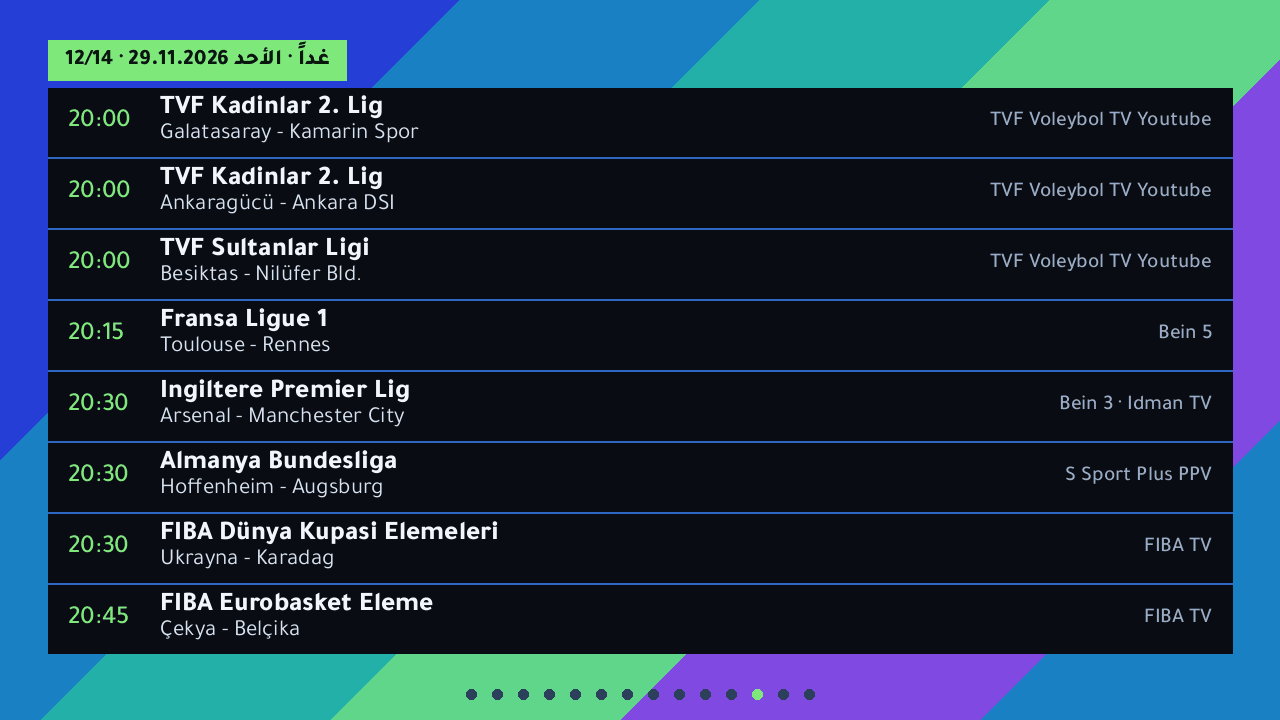 غداً · الأحد 29.11.2026 · 12/14
20:00
TVF Kadinlar 2. Lig
Galatasaray - Kamarin Spor
TVF Voleybol TV Youtube
20:00
TVF Kadinlar 2. Lig
Ankaragücü - Ankara DSI
TVF Voleybol TV Youtube
20:00
TVF Sultanlar Ligi
Besiktas - Nilüfer Bld.
TVF Voleybol TV Youtube
20:15
Fransa Ligue 1
Toulouse - Rennes
Bein 5
20:30
Ingiltere Premier Lig
Arsenal - Manchester City
Bein 3 · Idman TV
20:30
Almanya Bundesliga
Hoffenheim - Augsburg
S Sport Plus PPV
20:30
FIBA Dünya Kupasi Elemeleri
Ukrayna - Karadag
FIBA TV
20:45
FIBA Eurobasket Eleme
Çekya - Belçika
FIBA TV